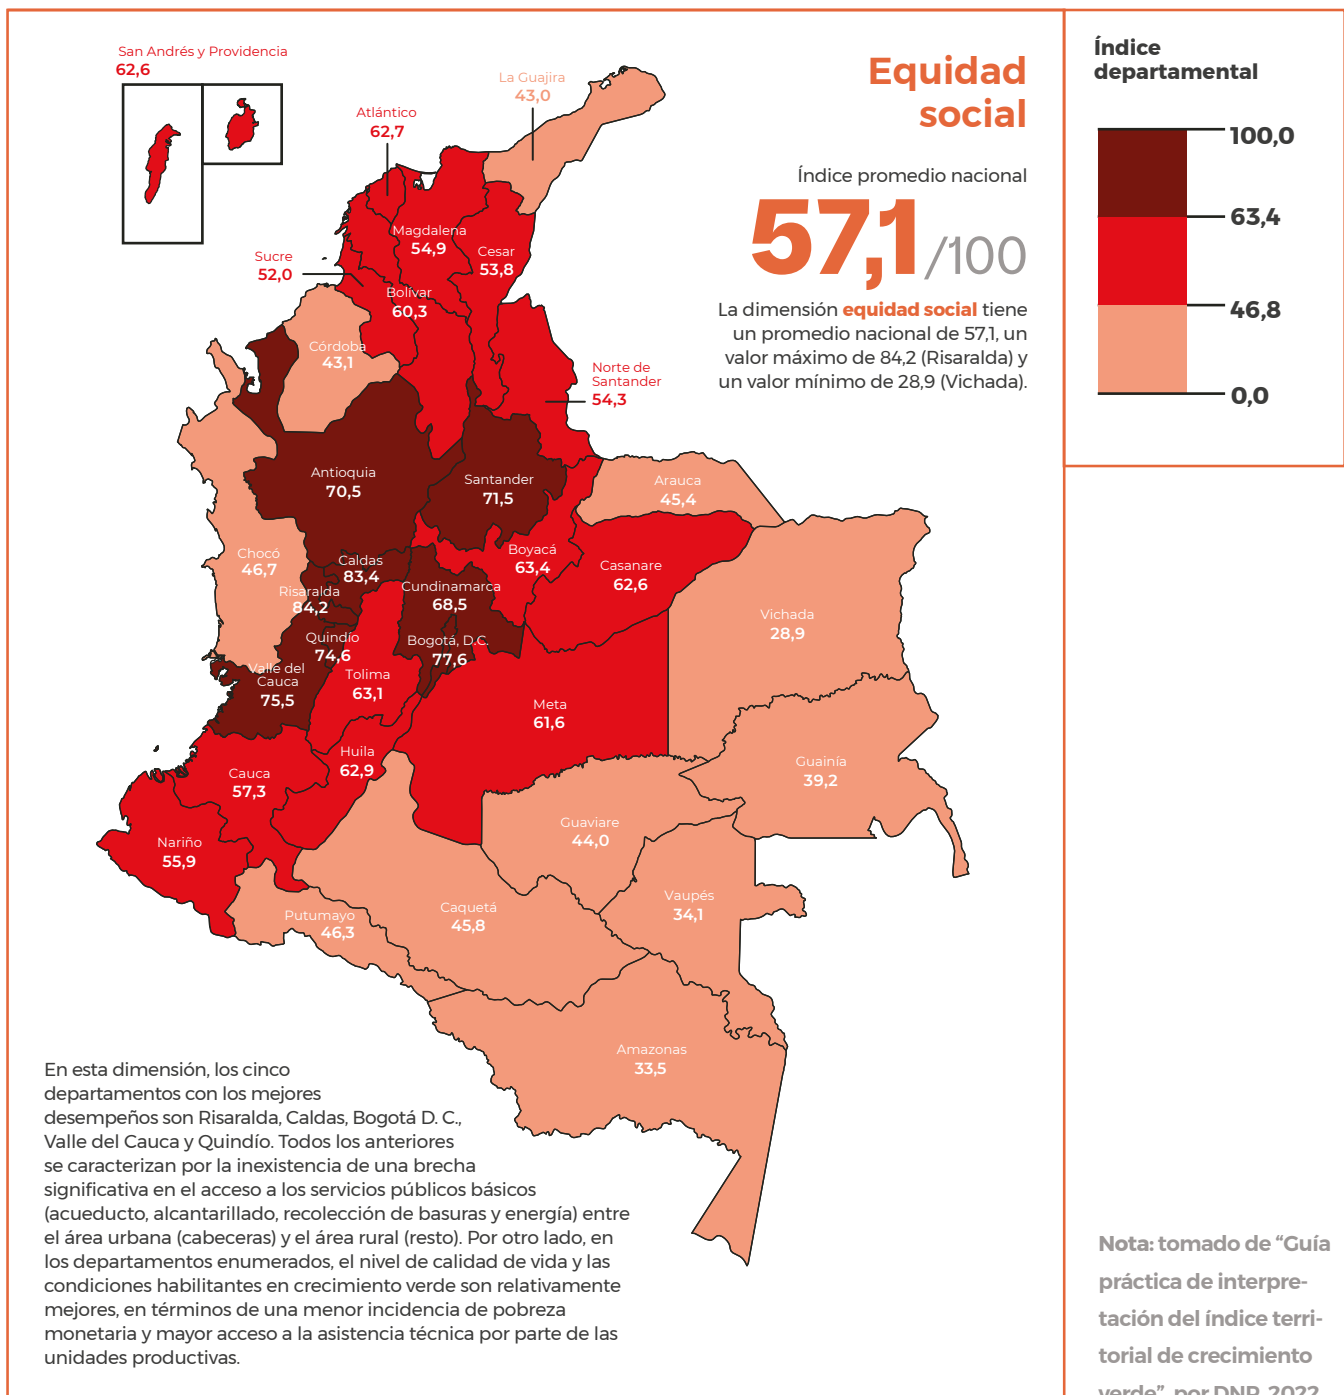 San Andrés y Providencia
62,6
La Guajira
43,0
Atlántico
62,7
Magdalena
54,9
Cesar
53,8
Sucre
52,0
Bolívar
60,3
Córdoba
43,1
Norte de
Santander
54,3
Antioquia
70,5
Santander
71,5
Arauca
45,4
Chocó
46,7
Caldas
83,4
Boyacá
63,4
Casanare
62,6
Risaralda
84,2
Cundinamarca
68,5
Vichada
28,9
Quindío
74,6
Bogotá, D.C.
77,6
Valle del
Cauca
75,5
Tolima
63,1
Meta
61,6
Huila
62,9
Cauca
57,3
Guainía
39,2
Nariño
55,9
Guaviare
44,0
Vaupés
34,1
Caquetá
45,8
Putumayo
46,3
Amazonas
33,5
Equidad
social
Índice promedio nacional
57,1/100
La dimensión equidad social tiene
un promedio nacional de 57,1, un
valor máximo de 84,2 (Risaralda) y
un valor mínimo de 28,9 (Vichada).
Índice
departamental
100,0
63,4
46,8
0,0
En esta dimensión, los cinco
departamentos con los mejores
desempeños son Risaralda, Caldas, Bogotá D. C.,
Valle del Cauca y Quindío. Todos los anteriores
se caracterizan por la inexistencia de una brecha
significativa en el acceso a los servicios públicos básicos
(acueducto, alcantarillado, recolección de basuras y energía) entre
el área urbana (cabeceras) y el área rural (resto). Por otro lado, en
los departamentos enumerados, el nivel de calidad de vida y las
condiciones habilitantes en crecimiento verde son relativamente
mejores, en términos de una menor incidencia de pobreza
monetaria y mayor acceso a la asistencia técnica por parte de las
unidades productivas.
Nota: tomado de “Guía
práctica de interpre-
tación del índice terri-
torial de crecimiento
verde”, por DNP, 2022